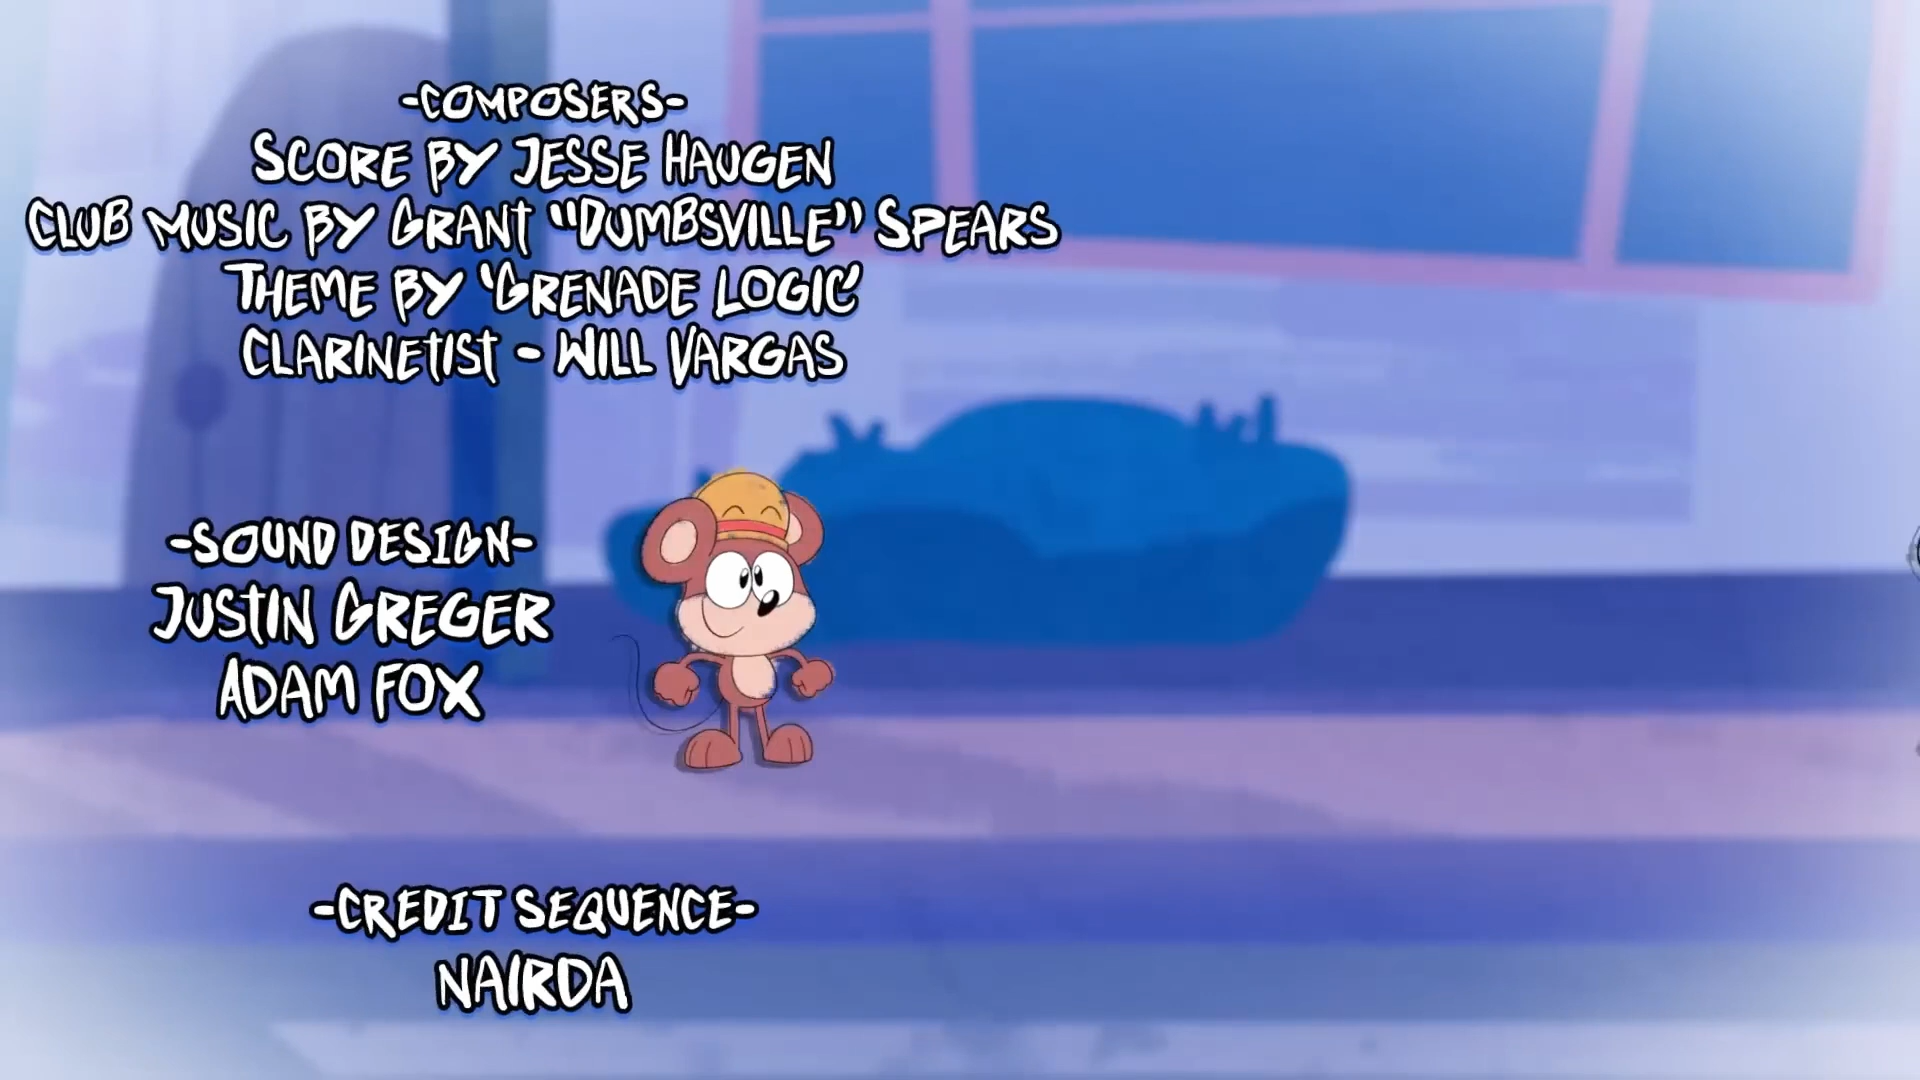 -COMPOSERS-
SCORE BY JESSE HAUGEN
CLUB MUSIC BY GRANT "DUMBSVILLE" SPEARS
THEME BY 'GRENADE LOGIC'
CLARINETIST - WILL VARGAS
-SOUND DESIGN-
JUSTIN GREGER
ADAM FOX
-CREDIT SEQUENCE-
NAIRDA